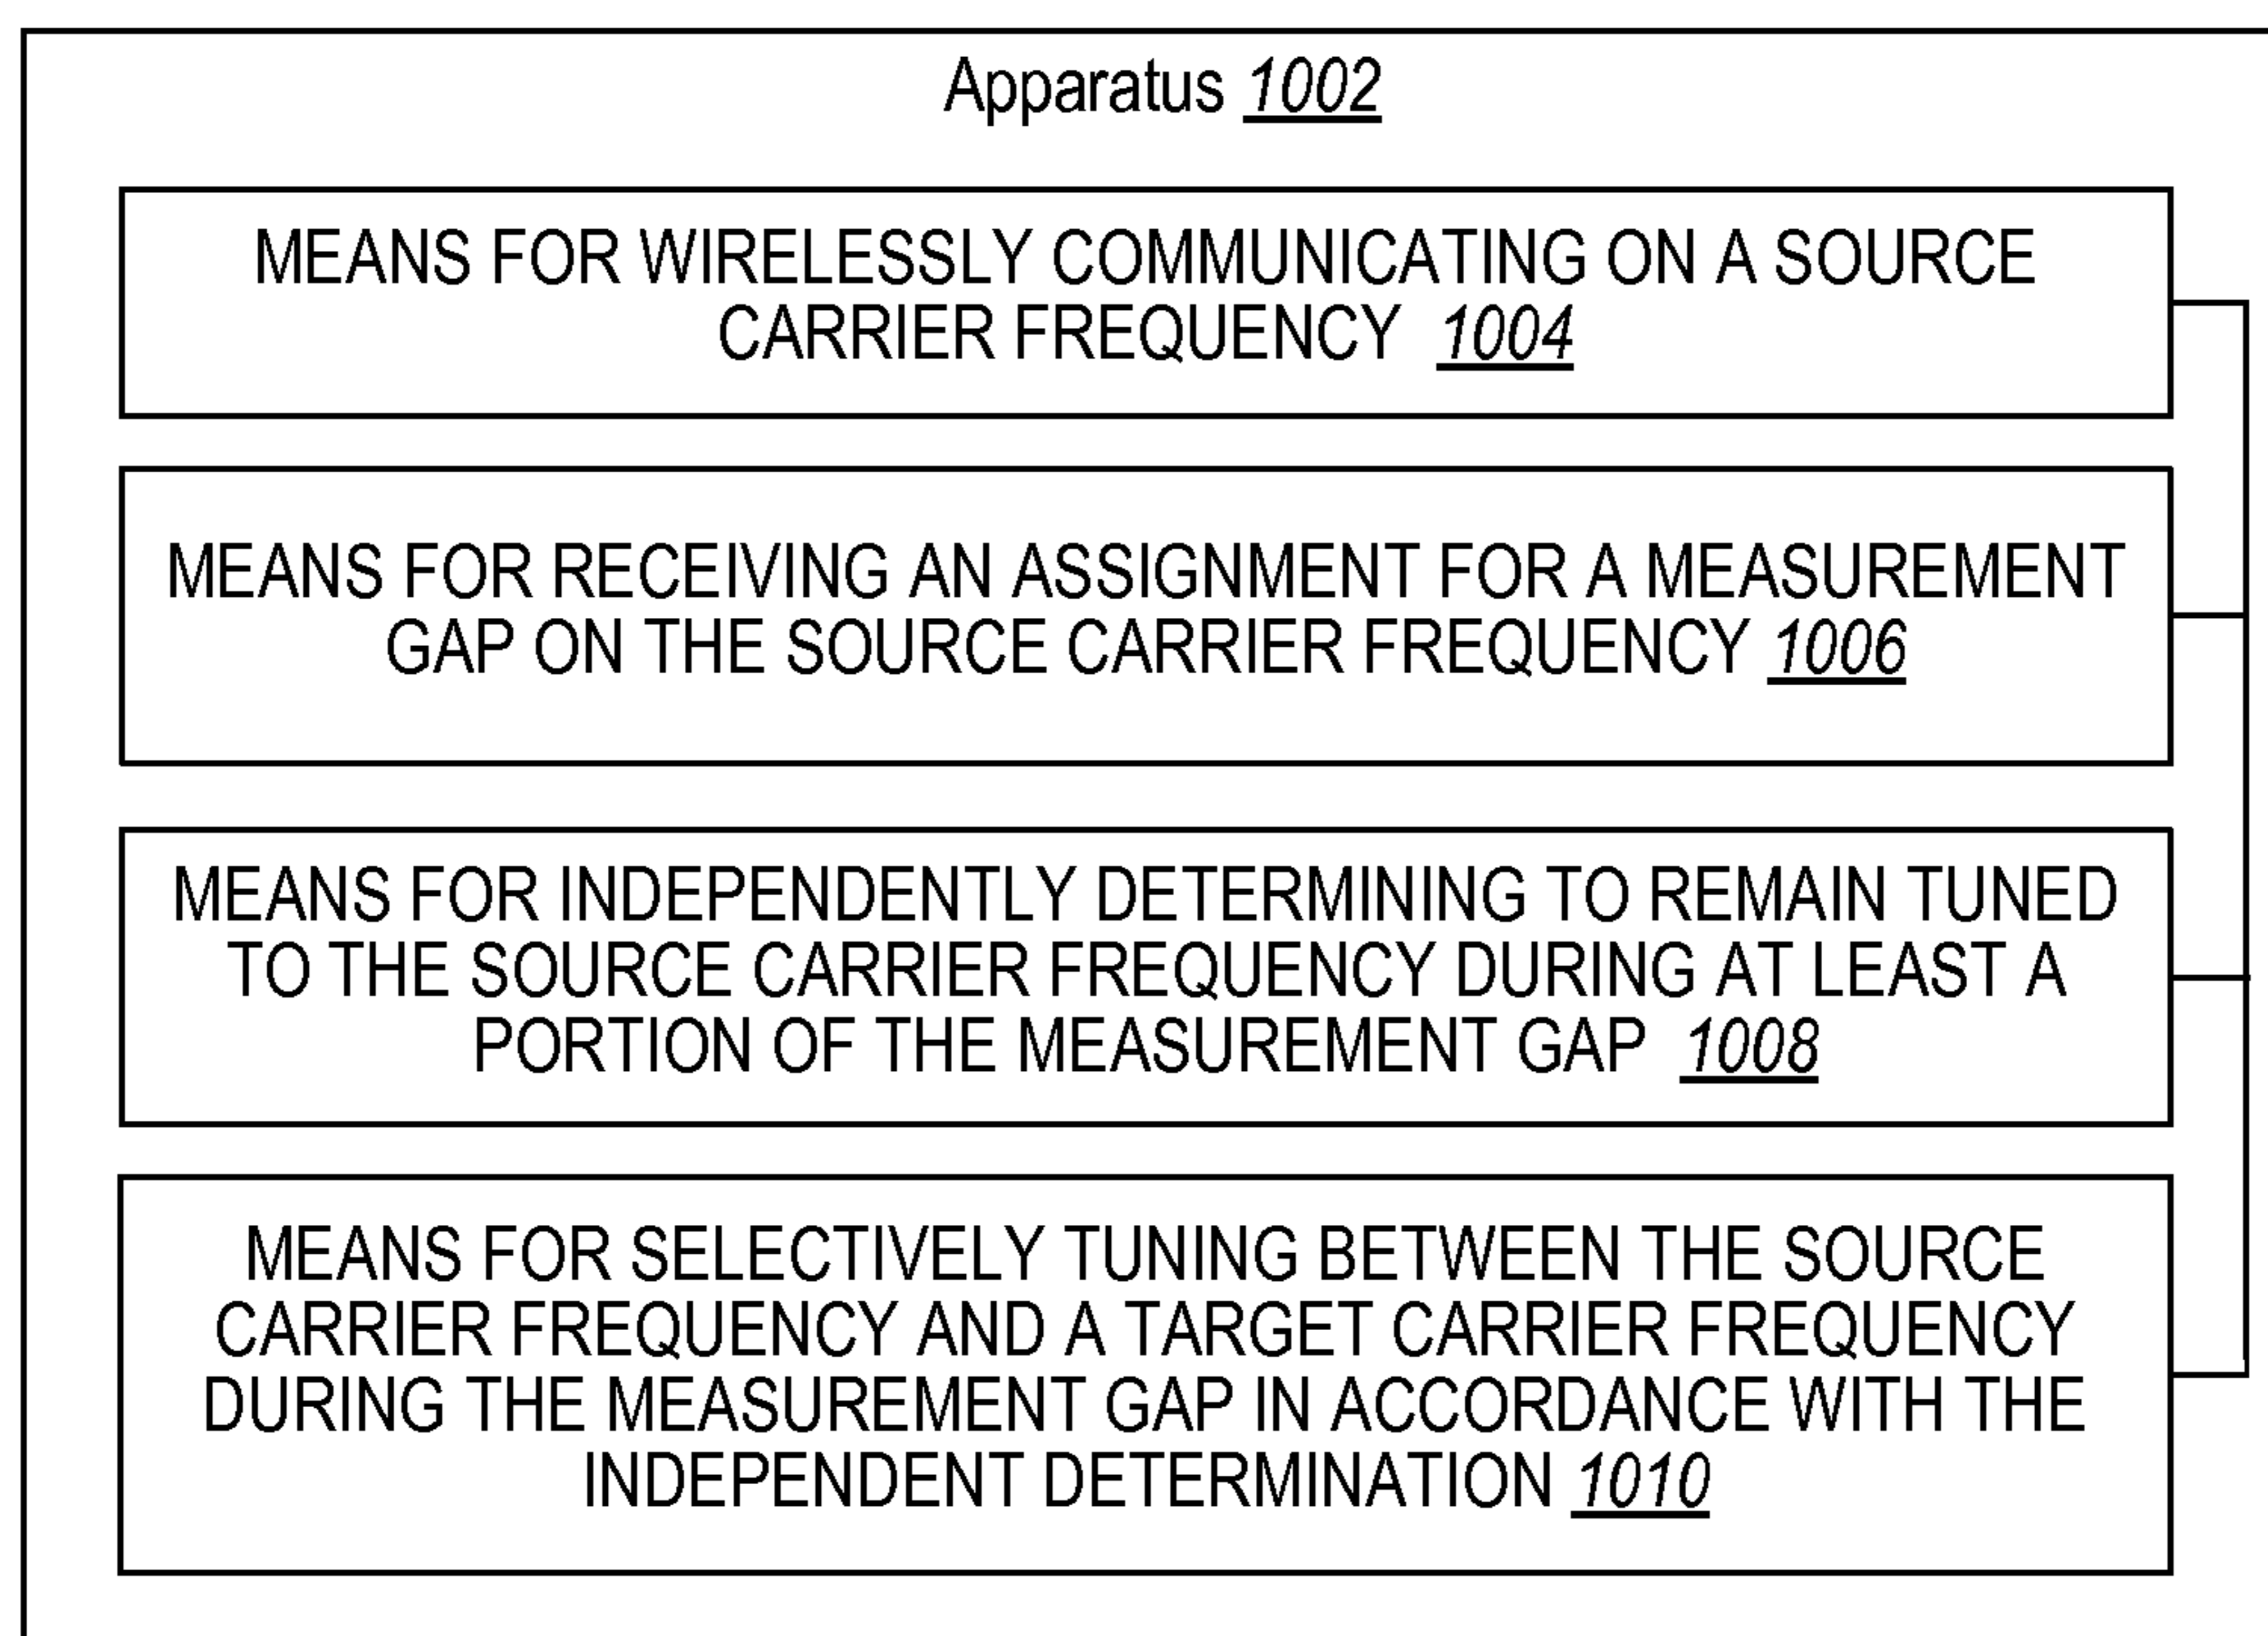 Apparatus 1002
MEANS FOR WIRELESSLY COMMUNICATING ON A SOURCE
CARRIER FREQUENCY 1004
MEANS FOR RECEIVING AN ASSIGNMENT FOR A MEASUREMENT
GAP ON THE SOURCE CARRIER FREQUENCY 1006
MEANS FOR INDEPENDENTLY DETERMINING TO REMAIN TUNED
TO THE SOURCE CARRIER FREQUENCY DURING AT LEAST A
PORTION OF THE MEASUREMENT GAP 1008
MEANS FOR SELECTIVELY TUNING BETWEEN THE SOURCE
CARRIER FREQUENCY AND A TARGET CARRIER FREQUENCY
DURING THE MEASUREMENT GAP IN ACCORDANCE WITH THE
INDEPENDENT DETERMINATION 1010